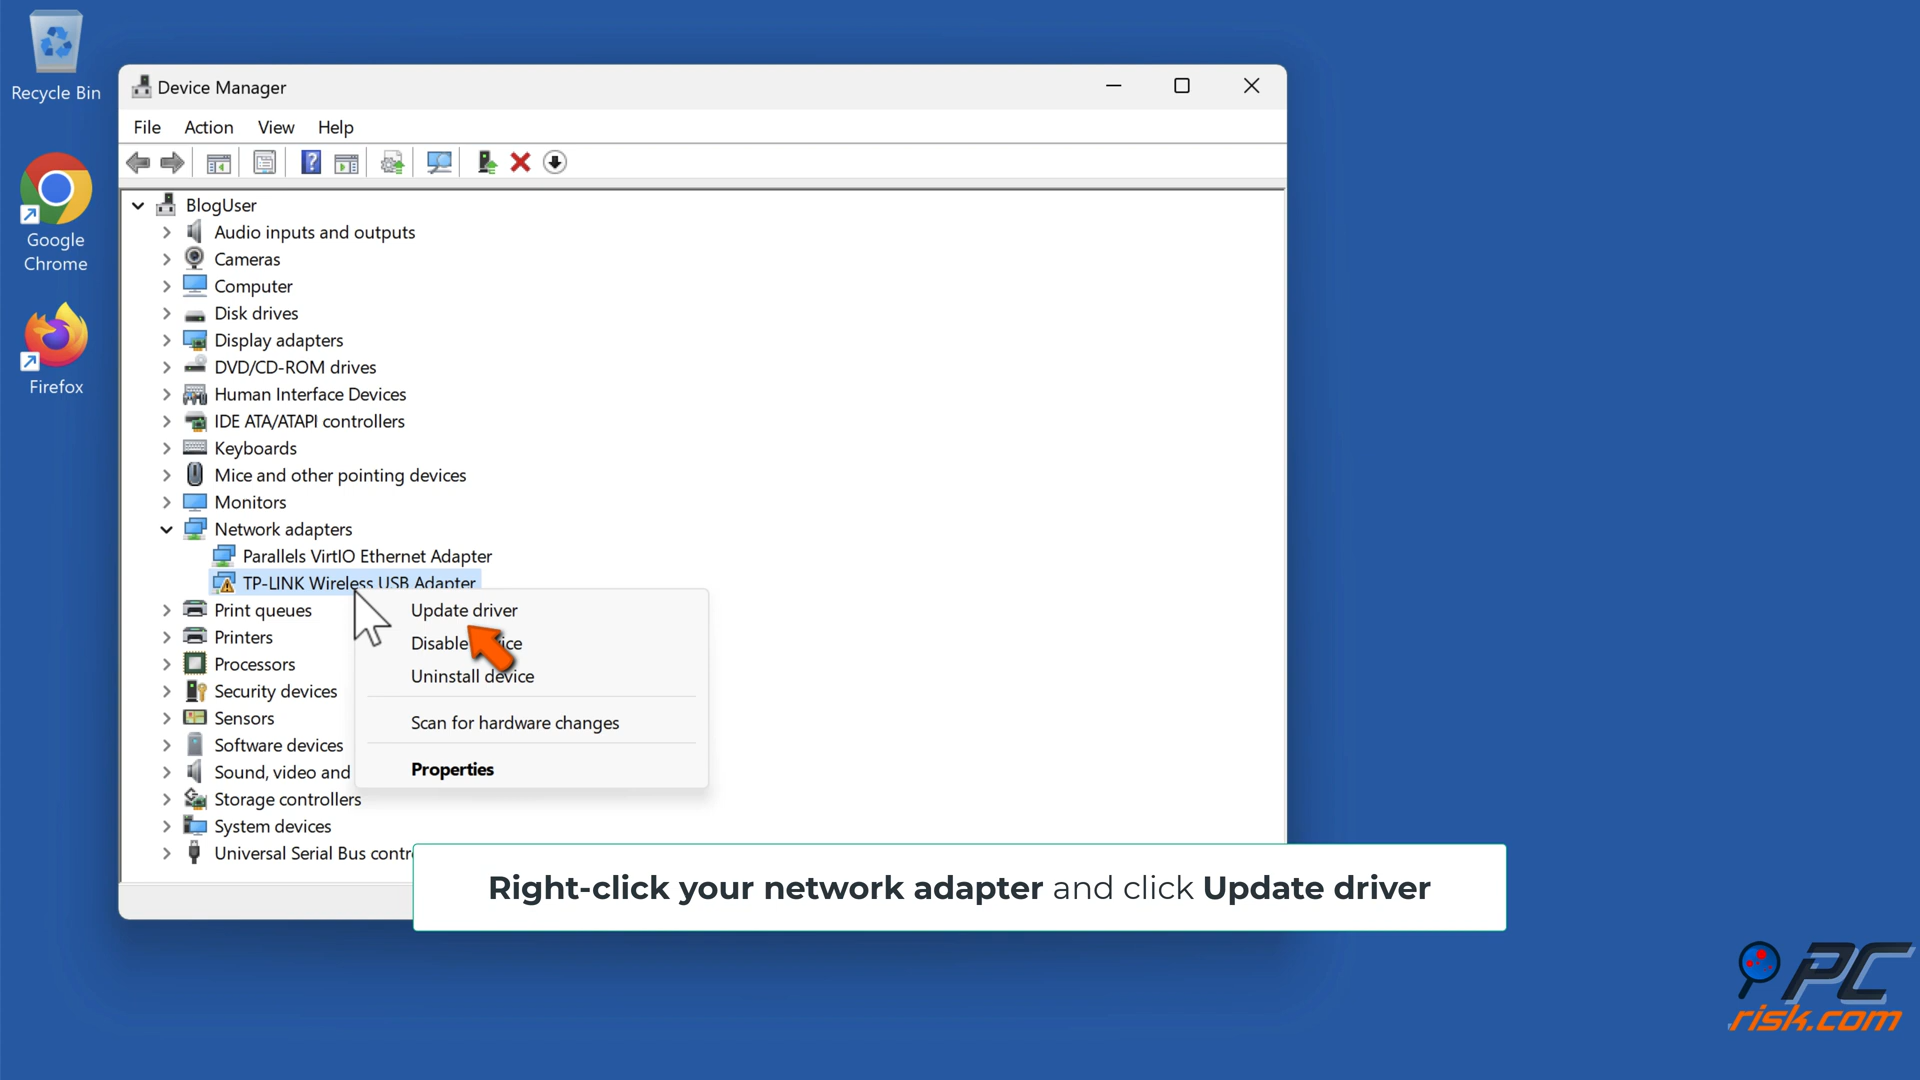 Recycle Bin
Google
Chrome
Firefox
Device Manager
File Action View Help
BlogUser
Audio inputs and outputs
Cameras
Computer
Disk drives
Display adapters
DVD/CD-ROM drives
Human Interface Devices
IDE ATA/ATAPI controllers
Keyboards
Mice and other pointing devices
Monitors
Network adapters
Parallels VirtIO Ethernet Adapter
TP-LINK Wireless USB Adapter
Print queues
Printers
Processors
Security devices
Sensors
Software devices
Sound, video and
Storage controllers
System devices
Universal Serial Bus
Update driver
Disable
Uninstall device
Scan for hardware changes
Properties
Right-click your network adapter and click Update driver
PC
risk.com